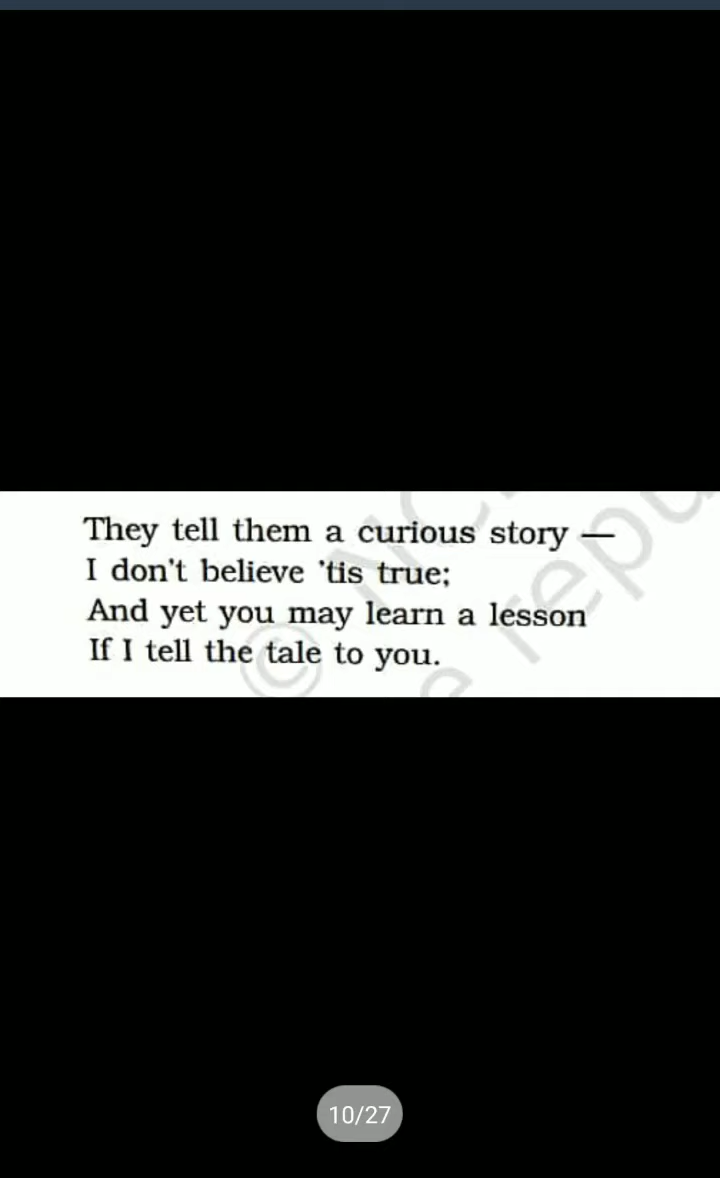 They tell them a curious story —
I don't believe 'tis true;
And yet you may learn a lesson
If I tell the tale to you.
10/27